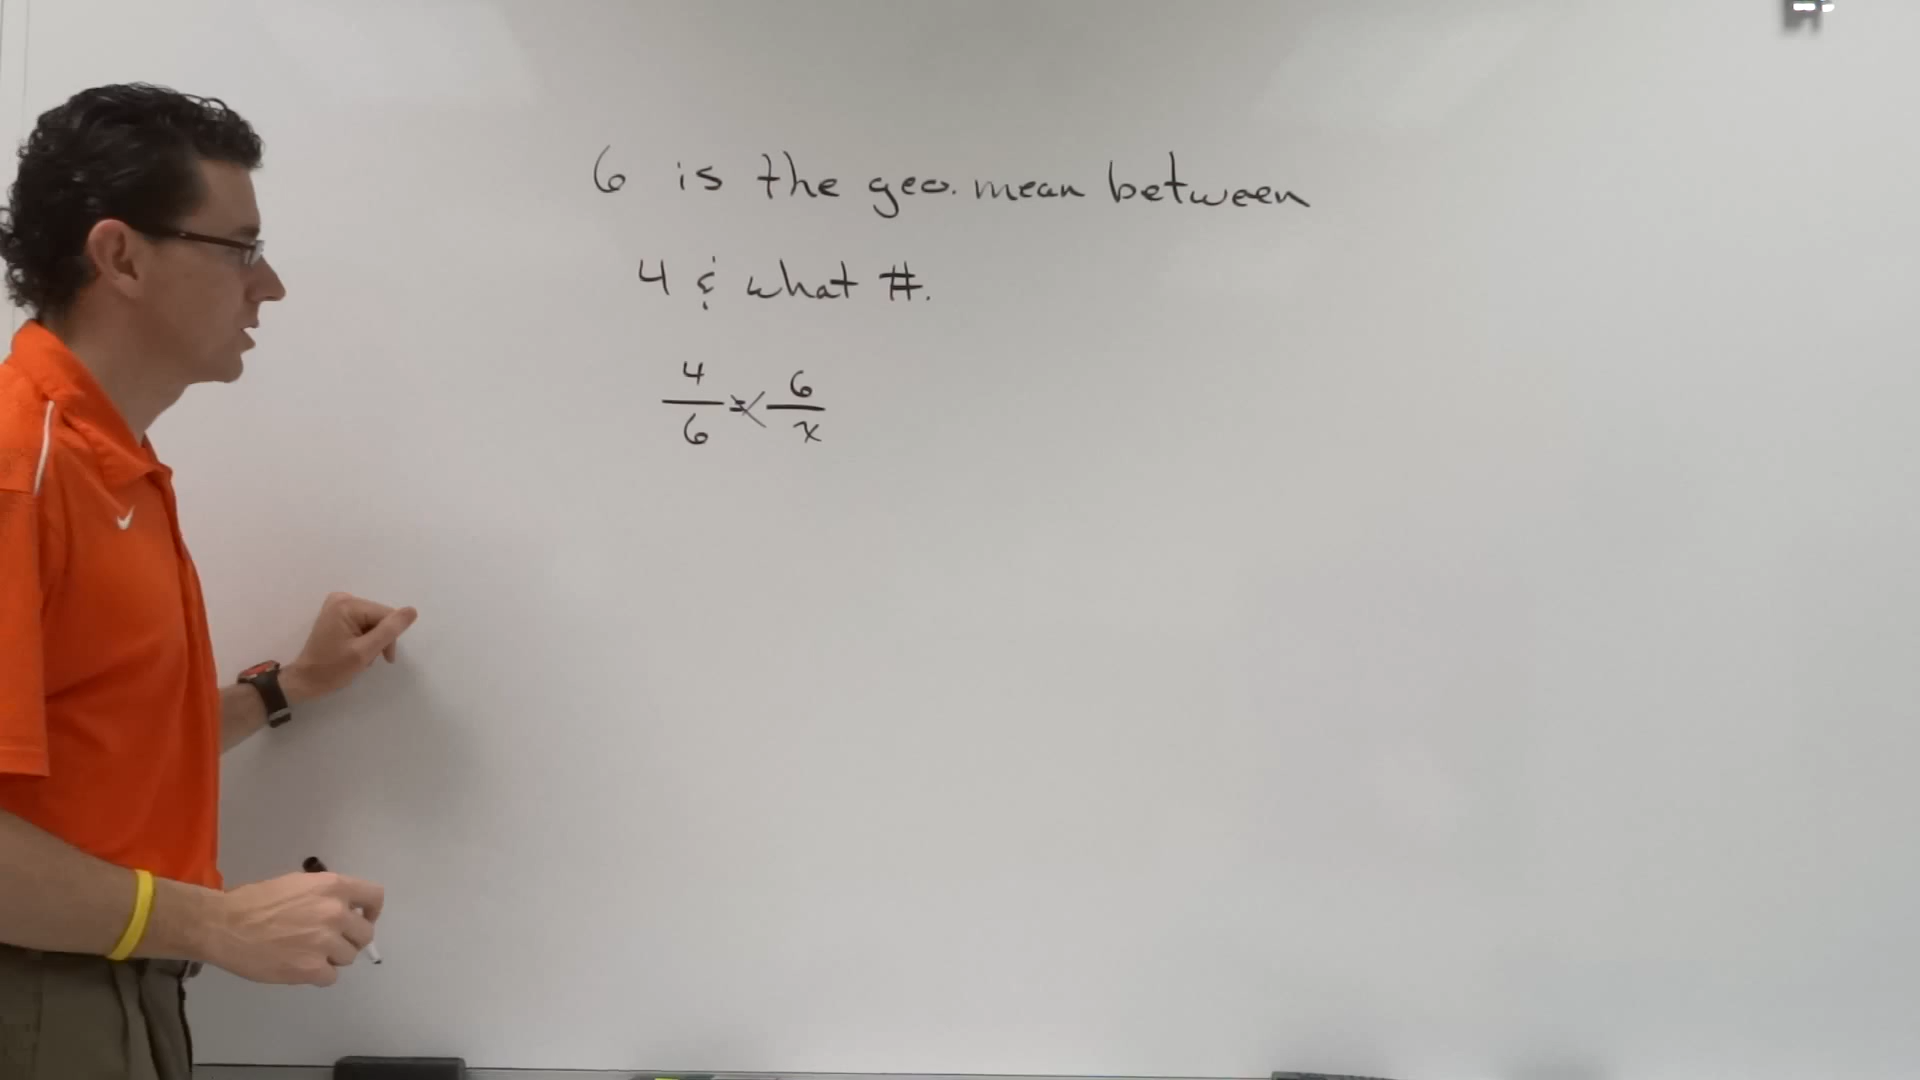 6 is the geo. mean between
4 & what #.
4/6 = 6/x